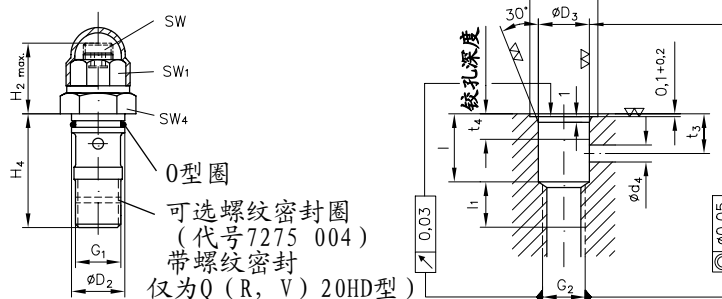 SW
SW₁
SW₄
H₂ max.
H₄
O型圈
可选螺纹密封圈
(代号7275 004)
带螺纹密封
仅为Q(R, V)20HD型)
G₁
øD₂
30°
øD₃
铰孔深度
1
0,1+0,2
t₄
t₃
l
l₁
ød₄
0,03
G₂
ø0,05